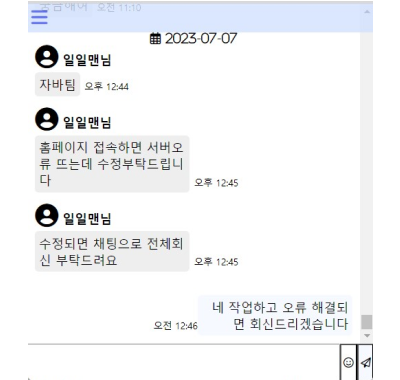 오전 11:10
2023-07-07
일일맨님
자바팀 오후 12:44
일일맨님
홈페이지 접속하면 서버오
류 뜨는데 수정부탁드립니
다 오후 12:45
일일맨님
수정되면 채팅으로 전체회
신 부탁드려요 오후 12:45
네 작업하고 오류 해결되
오전 12:46 면 회신드리겠습니다